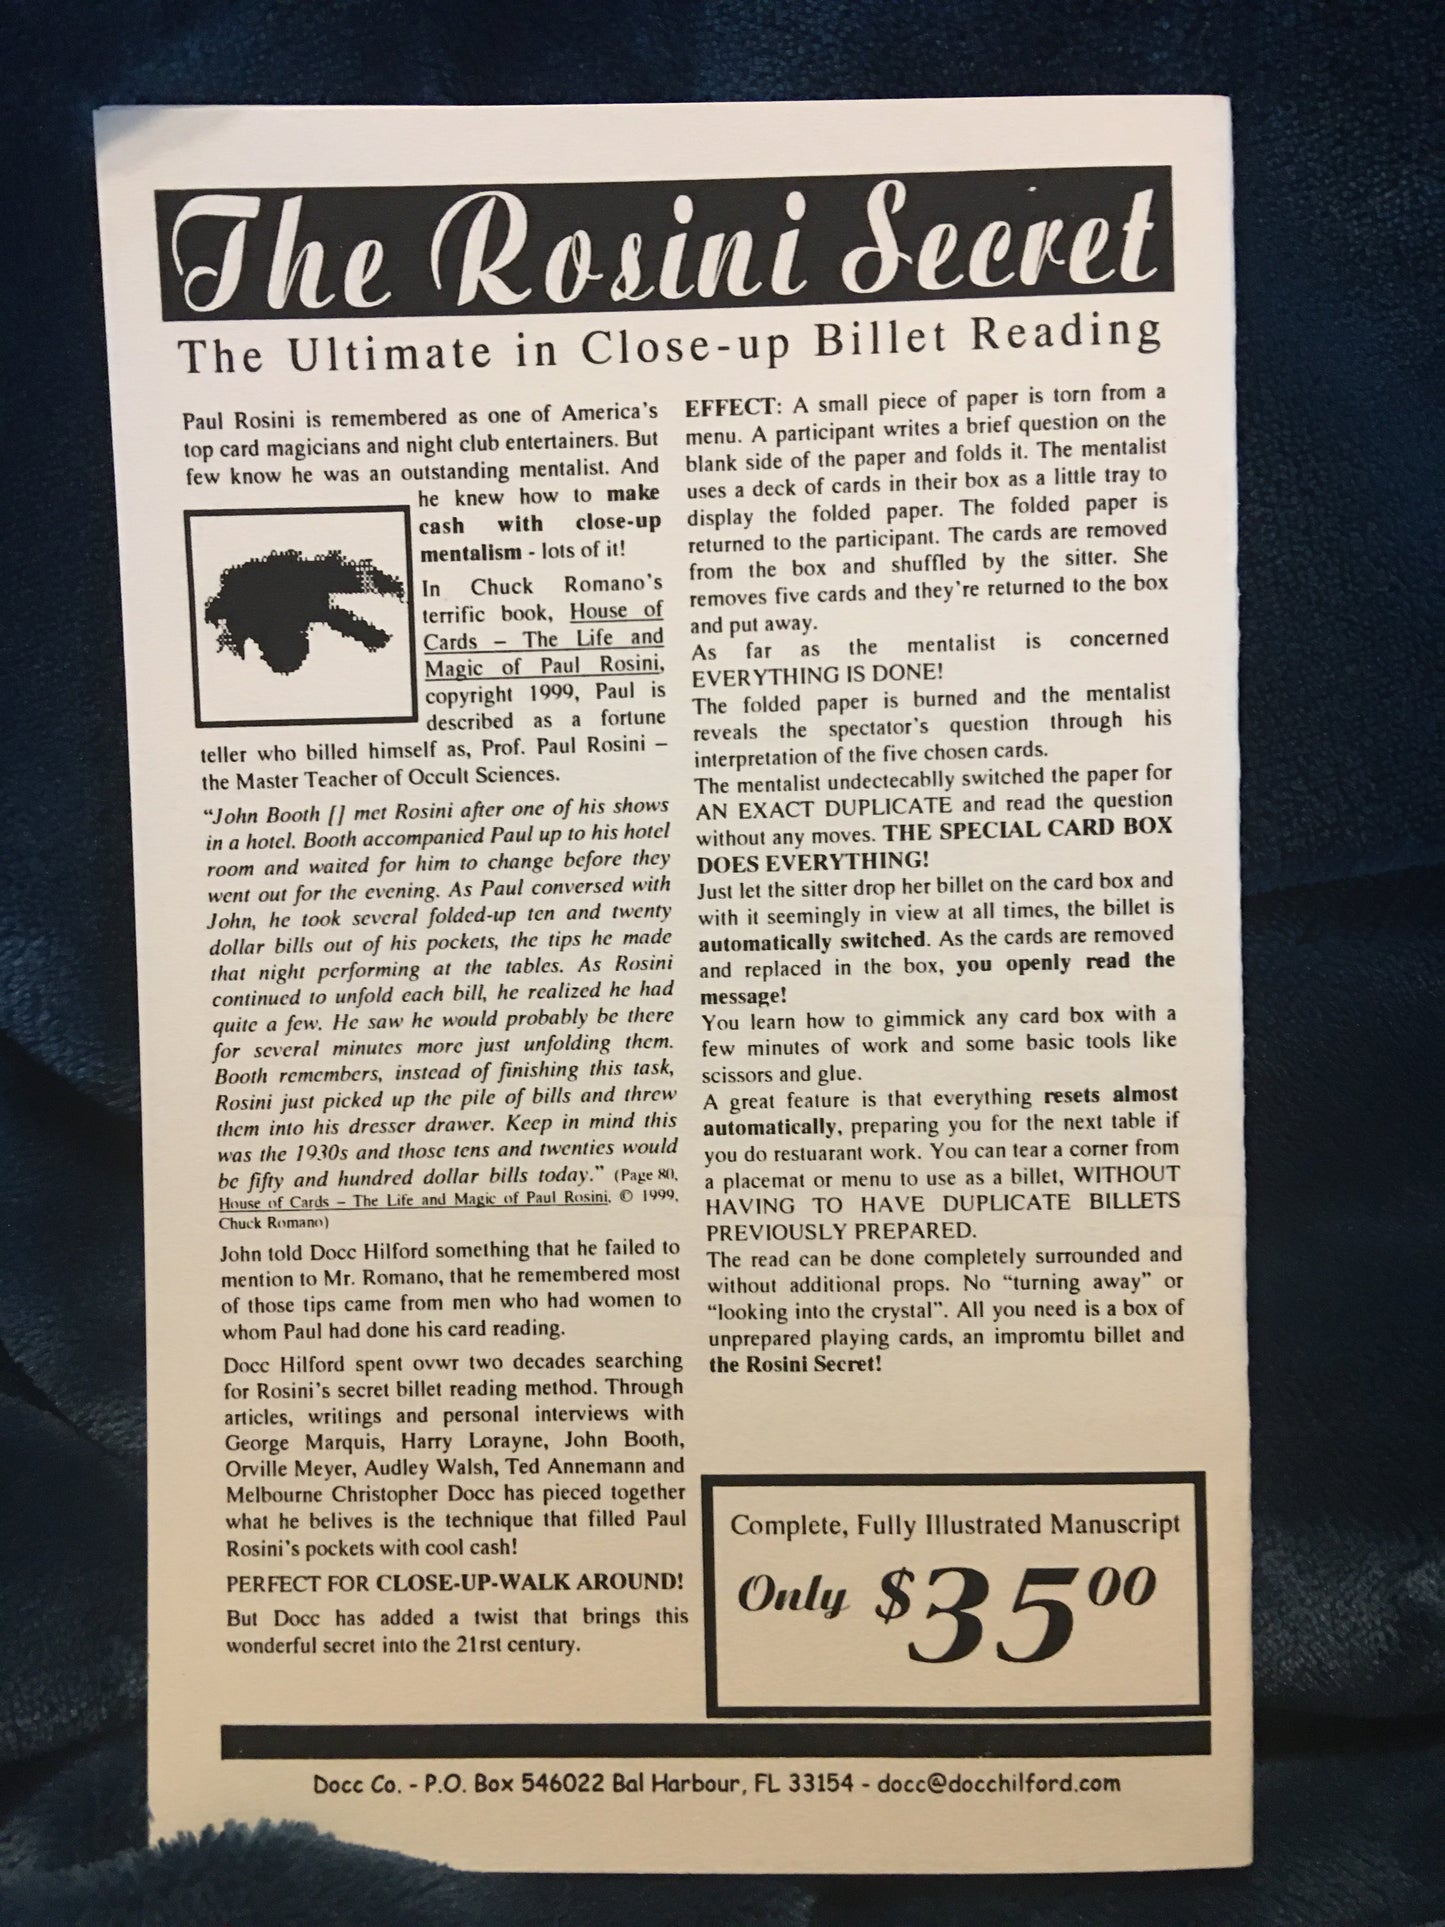 The Rosini Secret
The Ultimate in Close-up Billet Reading
Paul Rosini is remembered as one of America's
top card magicians and night club entertainers. But
few know he was an outstanding mentalist. And
he knew how to make
cash with close-up
mentalism - lots of it!
In Chuck Romano's
terrific book, House of
Cards – The Life and
Magic of Paul Rosini,
copyright 1999, Paul is
described as a fortune
teller who billed himself as, Prof. Paul Rosini –
the Master Teacher of Occult Sciences.
"John Booth [] met Rosini after one of his shows
in a hotel. Booth accompanied Paul up to his hotel
room and waited for him to change before they
went out for the evening. As Paul conversed with
John, he took several folded-up ten and twenty
dollar bills out of his pockets, the tips he made
that night performing at the tables. As Rosini
continued to unfold each bill, he realized he had
quite a few. He saw he would probably be there
for several minutes more just unfolding them.
Booth remembers, instead of finishing this task,
Rosini just picked up the pile of bills and threw
them into his dresser drawer. Keep in mind this
was the 1930s and those tens and twenties would
be fifty and hundred dollar bills today." (Page 80,
House of Cards – The Life and Magic of Paul Rosini, © 1999,
Chuck Romano)
John told Docc Hilford something that he failed to
mention to Mr. Romano, that he remembered most
of those tips came from men who had women to
whom Paul had done his card reading.
Docc Hilford spent ovwr two decades searching
for Rosini's secret billet reading method. Through
articles, writings and personal interviews with
George Marquis, Harry Lorayne, John Booth,
Orville Meyer, Audley Walsh, Ted Annemann and
Melbourne Christopher Docc has pieced together
what he belives is the technique that filled Paul
Rosini's pockets with cool cash!
PERFECT FOR CLOSE-UP-WALK AROUND!
But Docc has added a twist that brings this
wonderful secret into the 21rst century.
EFFECT: A small piece of paper is torn from a
menu. A participant writes a brief question on the
blank side of the paper and folds it. The mentalist
uses a deck of cards in their box as a little tray to
display the folded paper. The folded paper is
returned to the participant. The cards are removed
from the box and shuffled by the sitter. She
removes five cards and they're returned to the box
and put away.
As far as the mentalist is concerned
EVERYTHING IS DONE!
The folded paper is burned and the mentalist
reveals the spectator's question through his
interpretation of the five chosen cards.
The mentalist undectecablly switched the paper for
AN EXACT DUPLICATE and read the question
without any moves. THE SPECIAL CARD BOX
DOES EVERYTHING!
Just let the sitter drop her billet on the card box and
with it seemingly in view at all times, the billet is
automatically switched. As the cards are removed
and replaced in the box, you openly read the
message!
You learn how to gimmick any card box with a
few minutes of work and some basic tools like
scissors and glue.
A great feature is that everything resets almost
automatically, preparing you for the next table if
you do restuarant work. You can tear a corner from
a placemat or menu to use as a billet, WITHOUT
HAVING TO HAVE DUPLICATE BILLETS
PREVIOUSLY PREPARED.
The read can be done completely surrounded and
without additional props. No "turning away" or
"looking into the crystal". All you need is a box of
unprepared playing cards, an impromtu billet and
the Rosini Secret!
Complete, Fully Illustrated Manuscript
Only $35.00
Docc Co. - P.O. Box 546022 Bal Harbour, FL 33154 - docc@docchilford.com